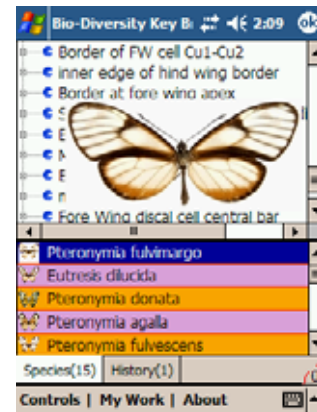 Bio-Diversity Key B 2:09 ok
Border of FW cell Cu1-Cu2
inner edge of hind wing border
Border at fore wing apex
S
E
M
E
n
Fore Wing discal cell central bar
Pteronymia fulvimargo
Eutresis dilucida
Pteronymia donata
Pteronymia agalla
Pteronymia fulvescens
Species(15) History(1)
Controls | My Work | About